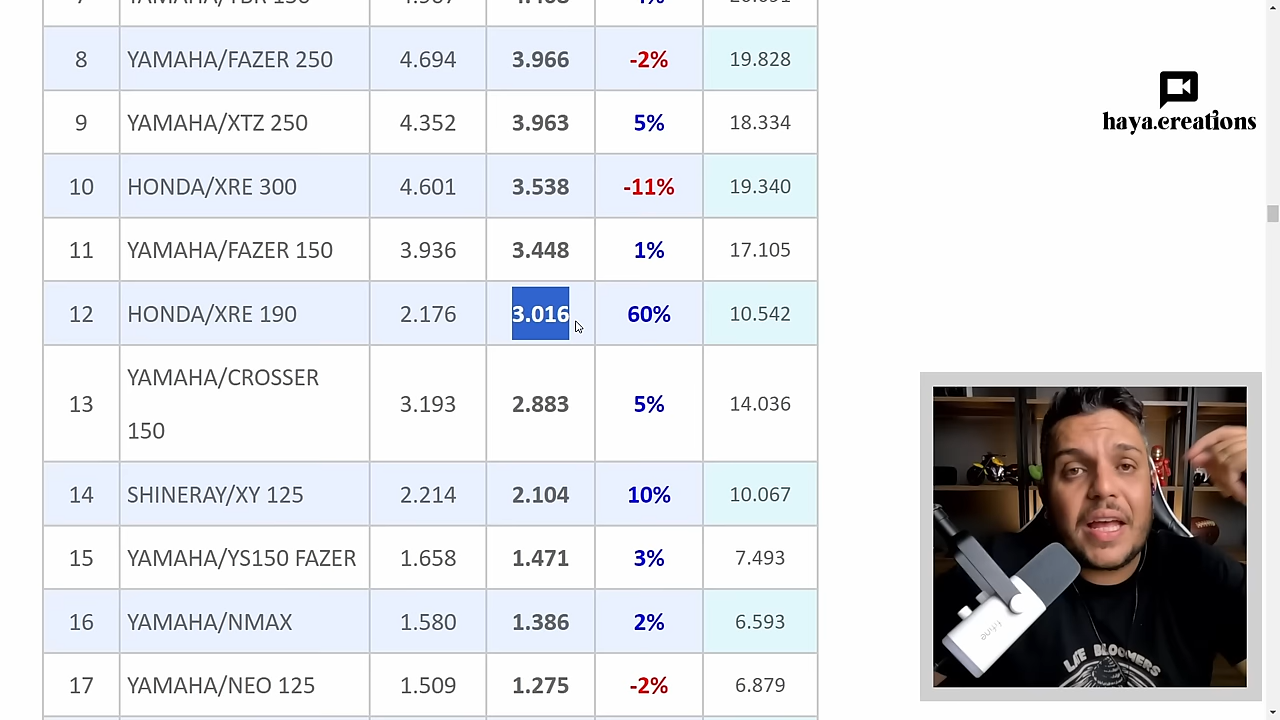 8 YAMAHA/FAZER 250 4.694 3.966 -2% 19.828
9 YAMAHA/XTZ 250 4.352 3.963 5% 18.334
10 HONDA/XRE 300 4.601 3.538 -11% 19.340
11 YAMAHA/FAZER 150 3.936 3.448 1% 17.105
12 HONDA/XRE 190 2.176 3.016 60% 10.542
13 YAMAHA/CROSSER 150 3.193 2.883 5% 14.036
14 SHINERAY/XY 125 2.214 2.104 10% 10.067
15 YAMAHA/YS150 FAZER 1.658 1.471 3% 7.493
16 YAMAHA/NMAX 1.580 1.386 2% 6.593
17 YAMAHA/NEO 125 1.509 1.275 -2% 6.879
haya.creations
fifine
LATE BLOOMERS